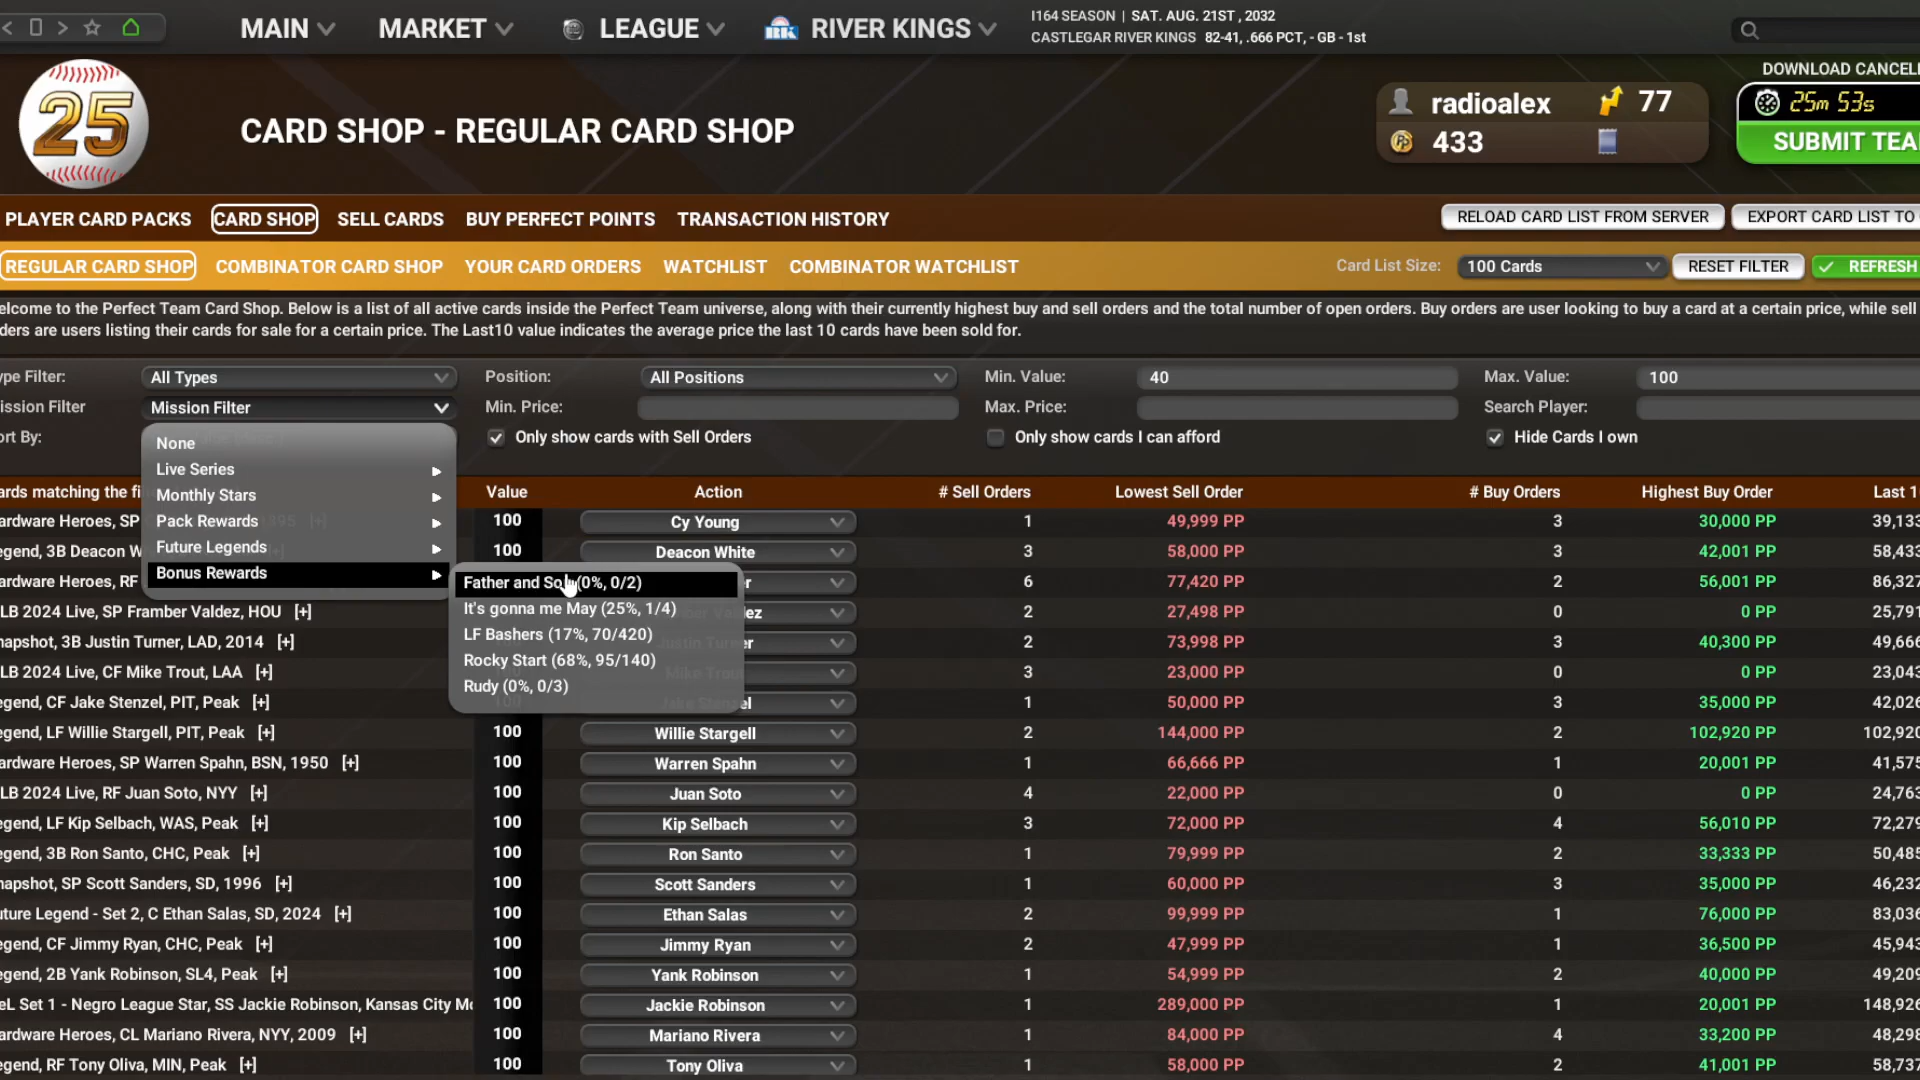 MAIN MARKET LEAGUE RIVER KINGS
I164 SEASON | SAT. AUG. 21ST , 2032
CASTLEGAR RIVER KINGS 82-41, .666 PCT, - GB - 1st
DOWNLOAD CANCELL
25
CARD SHOP - REGULAR CARD SHOP
radioalex 77
433
25m 53s
SUBMIT TEA
PLAYER CARD PACKS CARD SHOP SELL CARDS BUY PERFECT POINTS TRANSACTION HISTORY
RELOAD CARD LIST FROM SERVER EXPORT CARD LIST TO
REGULAR CARD SHOP COMBINATOR CARD SHOP YOUR CARD ORDERS WATCHLIST COMBINATOR WATCHLIST
Card List Size: 100 Cards RESET FILTER REFRESH
elcome to the Perfect Team Card Shop. Below is a list of all active cards inside the Perfect Team universe, along with their currently highest buy and sell orders and the total number of open orders. Buy orders are user looking to buy a card at a certain price, while sell
ders are users listing their cards for sale for a certain price. The Last10 value indicates the average price the last 10 cards have been sold for.
ype Filter: All Types Position: All Positions Min. Value: 40 Max. Value: 100
ission Filter Mission Filter Min. Price: Max. Price: Search Player:
ort By: Only show cards with Sell Orders Only show cards I can afford Hide Cards I own
None
Live Series
Monthly Stars
Pack Rewards
Future Legends
Bonus Rewards
Father and So (0%, 0/2)
It's gonna me May (25%, 1/4)
LF Bashers (17%, 70/420)
Rocky Start (68%, 95/140)
Rudy (0%, 0/3)
ards matching the fi Value Action # Sell Orders Lowest Sell Order # Buy Orders Highest Buy Order Last 1
ardware Heroes, SP 100 Cy Young 1 49,999 PP 3 30,000 PP 39,133
egend, 3B Deacon W 100 Deacon White 3 58,000 PP 3 42,001 PP 58,433
ardware Heroes, RF r 6 77,420 PP 2 56,001 PP 86,327
LB 2024 Live, SP Framber Valdez, HOU [+] 2 27,498 PP 0 0 PP 25,791
napshot, 3B Justin Turner, LAD, 2014 [+] Justin Turner 2 73,998 PP 3 40,300 PP 49,666
LB 2024 Live, CF Mike Trout, LAA [+] Mike Trout 3 23,000 PP 0 0 PP 23,043
egend, CF Jake Stenzel, PIT, Peak [+] 100 Jake Stenzel 1 50,000 PP 3 35,000 PP 42,026
egend, LF Willie Stargell, PIT, Peak [+] 100 Willie Stargell 2 144,000 PP 2 102,920 PP 102,920
ardware Heroes, SP Warren Spahn, BSN, 1950 [+] 100 Warren Spahn 1 66,666 PP 1 20,001 PP 41,575
LB 2024 Live, RF Juan Soto, NYY [+] 100 Juan Soto 4 22,000 PP 0 0 PP 24,763
egend, LF Kip Selbach, WAS, Peak [+] 100 Kip Selbach 3 72,000 PP 4 56,010 PP 72,279
egend, 3B Ron Santo, CHC, Peak [+] 100 Ron Santo 1 79,999 PP 2 33,333 PP 50,485
napshot, SP Scott Sanders, SD, 1996 [+] 100 Scott Sanders 1 60,000 PP 3 35,000 PP 46,232
uture Legend - Set 2, C Ethan Salas, SD, 2024 [+] 100 Ethan Salas 2 99,999 PP 1 76,000 PP 83,036
egend, CF Jimmy Ryan, CHC, Peak [+] 100 Jimmy Ryan 2 47,999 PP 1 36,500 PP 45,943
egend, 2B Yank Robinson, SL4, Peak [+] 100 Yank Robinson 1 54,999 PP 2 40,000 PP 49,209
eL Set 1 - Negro League Star, SS Jackie Robinson, Kansas City Mo 100 Jackie Robinson 1 289,000 PP 1 20,001 PP 148,926
ardware Heroes, CL Mariano Rivera, NYY, 2009 [+] 100 Mariano Rivera 1 84,000 PP 4 33,200 PP 48,298
egend, RF Tony Oliva, MIN, Peak [+] 100 Tony Oliva 1 58,000 PP 2 41,001 PP 58,737